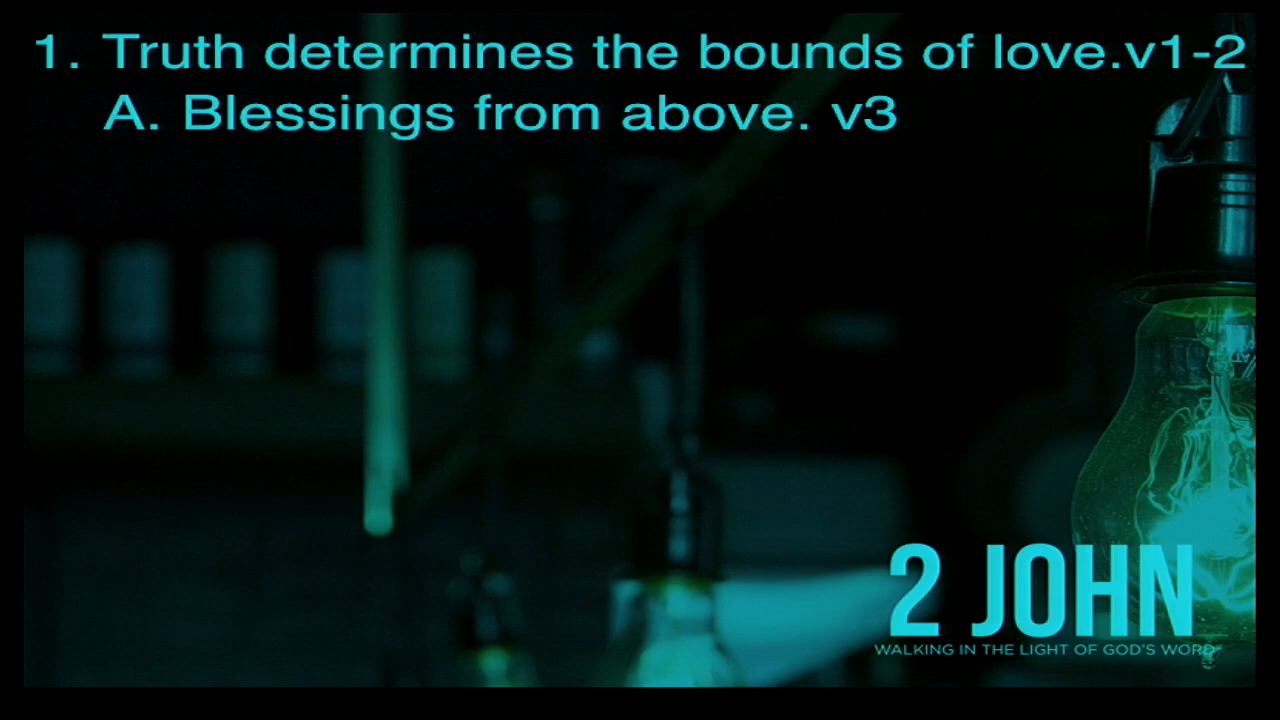 1. Truth determines the bounds of love.v1-2
A. Blessings from above. v3
2 JOHN
WALKING IN THE LIGHT OF GOD'S WORD